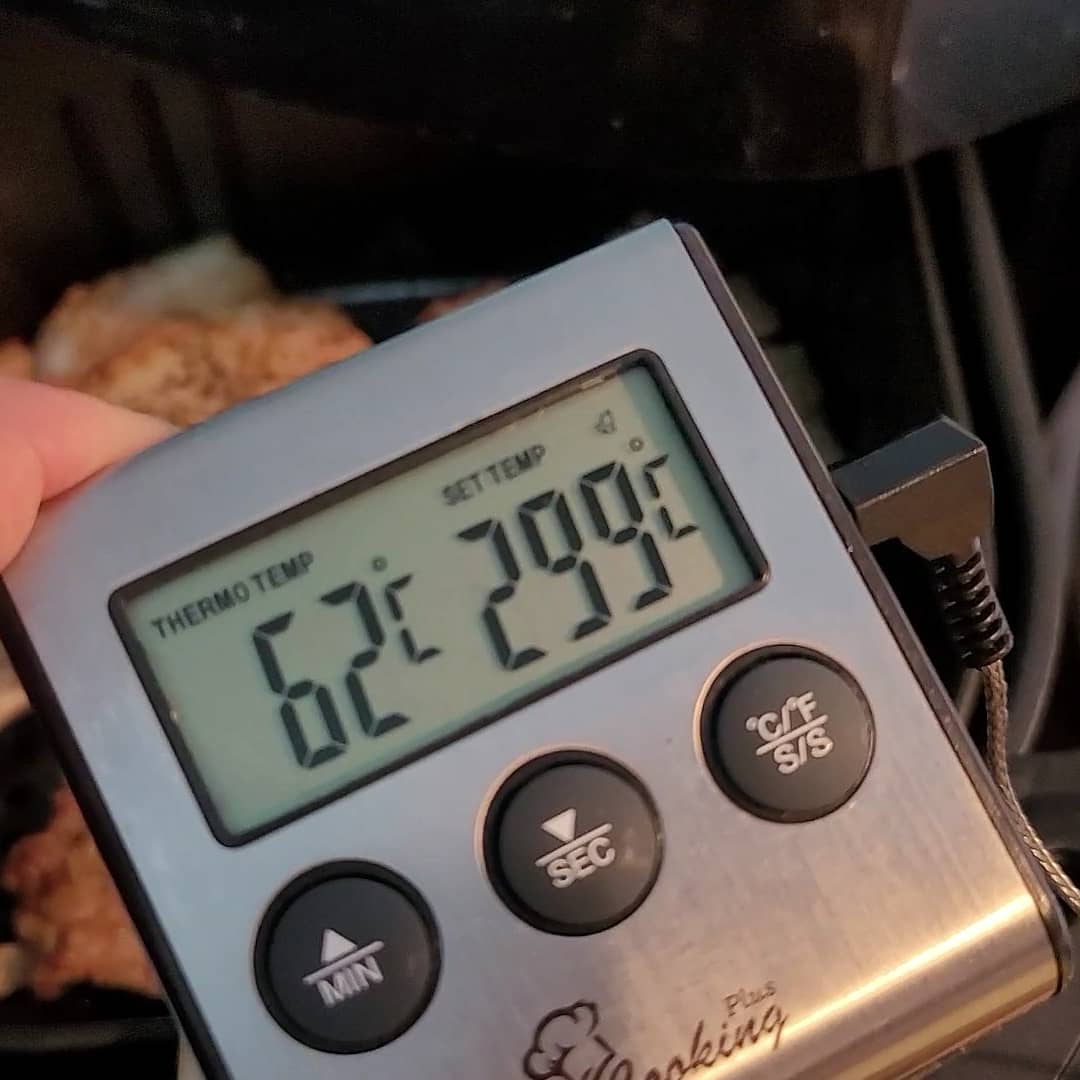 THERMO TEMP SET TEMP
62°C 299°C
°C/°F
S/S
SEC
MIN
Plus
Cooking